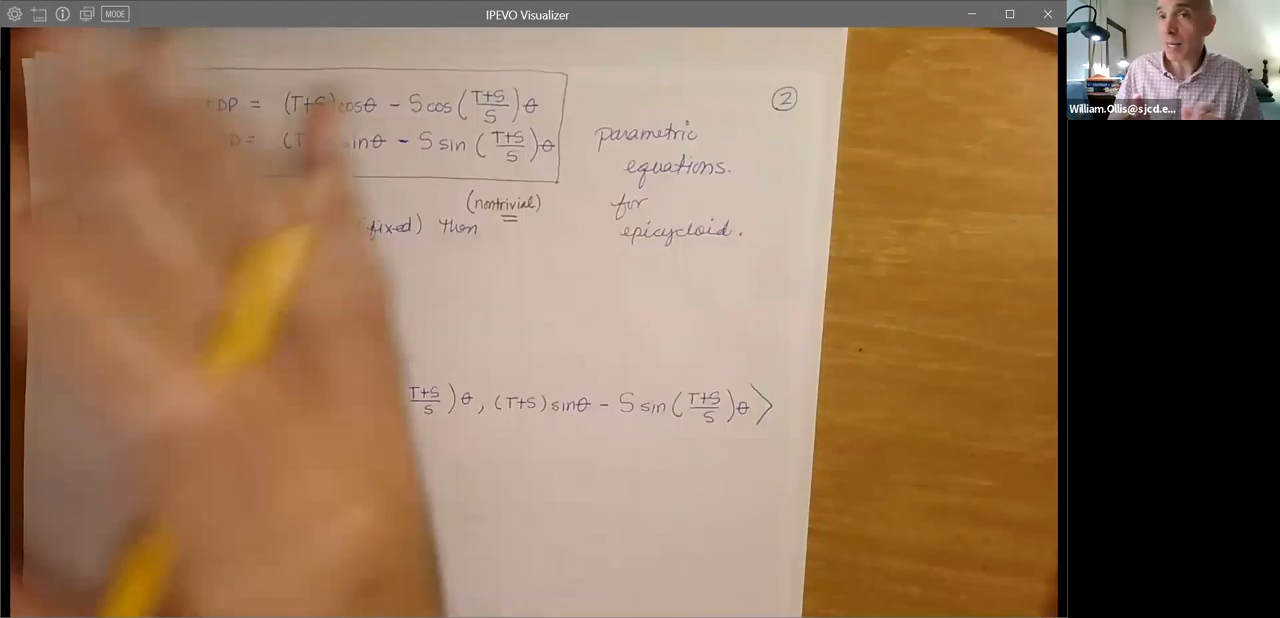 IPEVO Visualizer
MODE
William.Ollis@sjcd.e...
②
DP = (T+S)cosθ - S cos(T+S/S)θ
D = (T sinθ - S sin(T+S/S)θ
parametric
equations.
for
epicycloid.
(nontrivial)
(fixed) then
T+S/S)θ, (T+S)sinθ - S sin(T+S/S)θ⟩